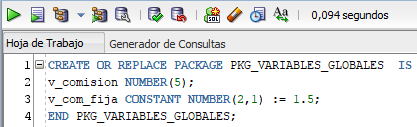 0,094 segundos
Hoja de Trabajo Generador de Consultas
1 CREATE OR REPLACE PACKAGE PKG_VARIABLES_GLOBALES IS
2 v_comision NUMBER(5);
3 v_com_fija CONSTANT NUMBER(2,1) := 1.5;
4 END PKG_VARIABLES_GLOBALES;